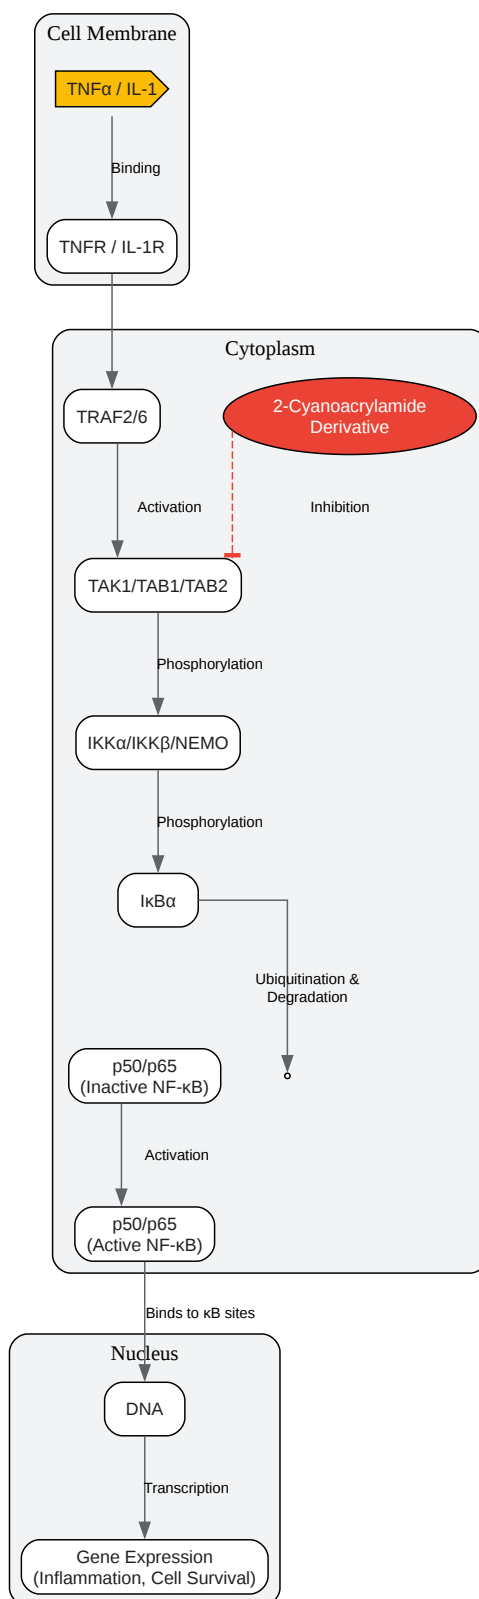 Cell Membrane
TNFα / IL-1
Binding
TNFR / IL-1R
Cytoplasm
TRAF2/6
2-Cyanoacrylamide
Derivative
Activation
Inhibition
TAK1/TAB1/TAB2
Phosphorylation
IKKα/IKKβ/NEMO
Phosphorylation
IκBα
Ubiquitination &
Degradation
p50/p65
(Inactive NF-κB)
Activation
p50/p65
(Active NF-κB)
Binds to κB sites
Nucleus
DNA
Transcription
Gene Expression
(Inflammation, Cell Survival)